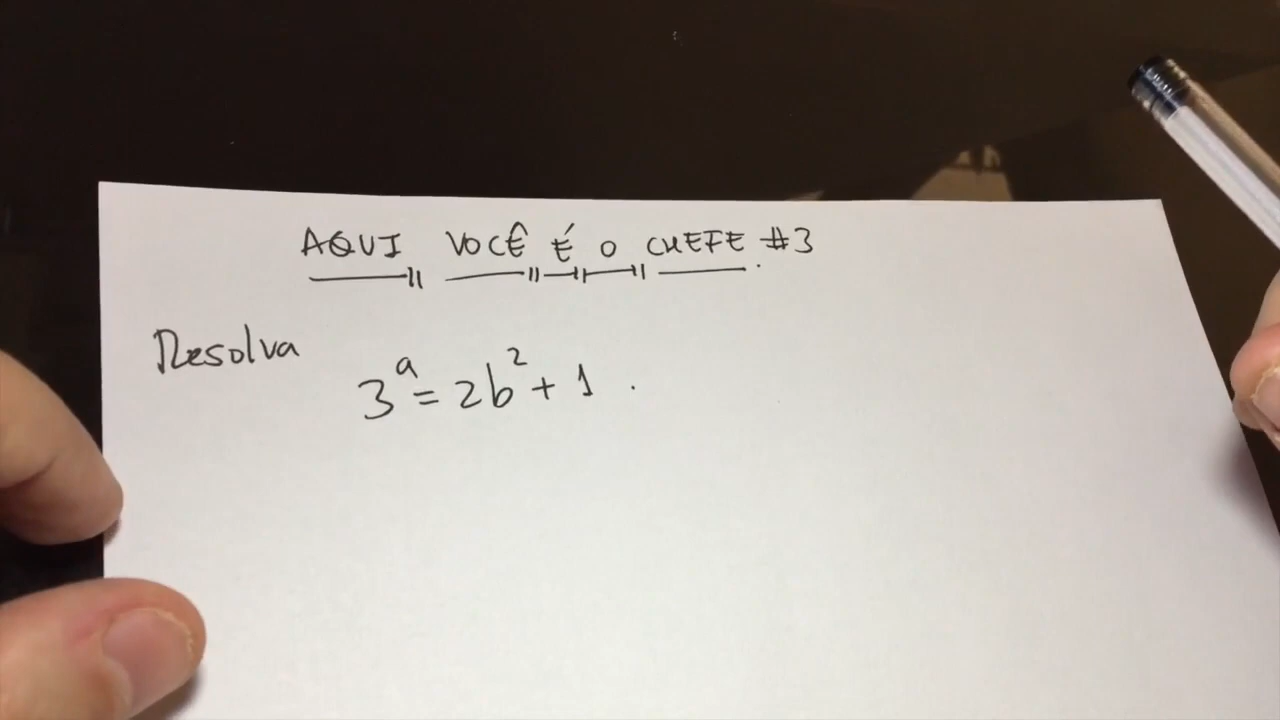 AQUI VOCÊ É O CHEFE #3
Resolva
3^a = 2b^2 + 1 .